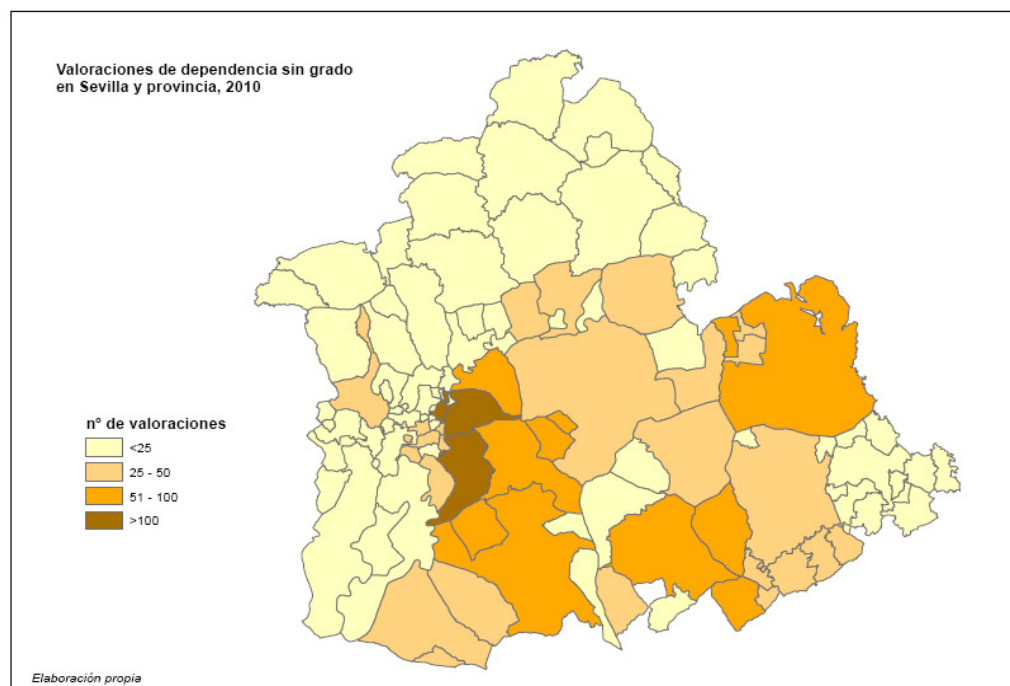 Valoraciones de dependencia sin grado
en Sevilla y provincia, 2010
nº de valoraciones
<25
25 - 50
51 - 100
>100
Elaboración propia